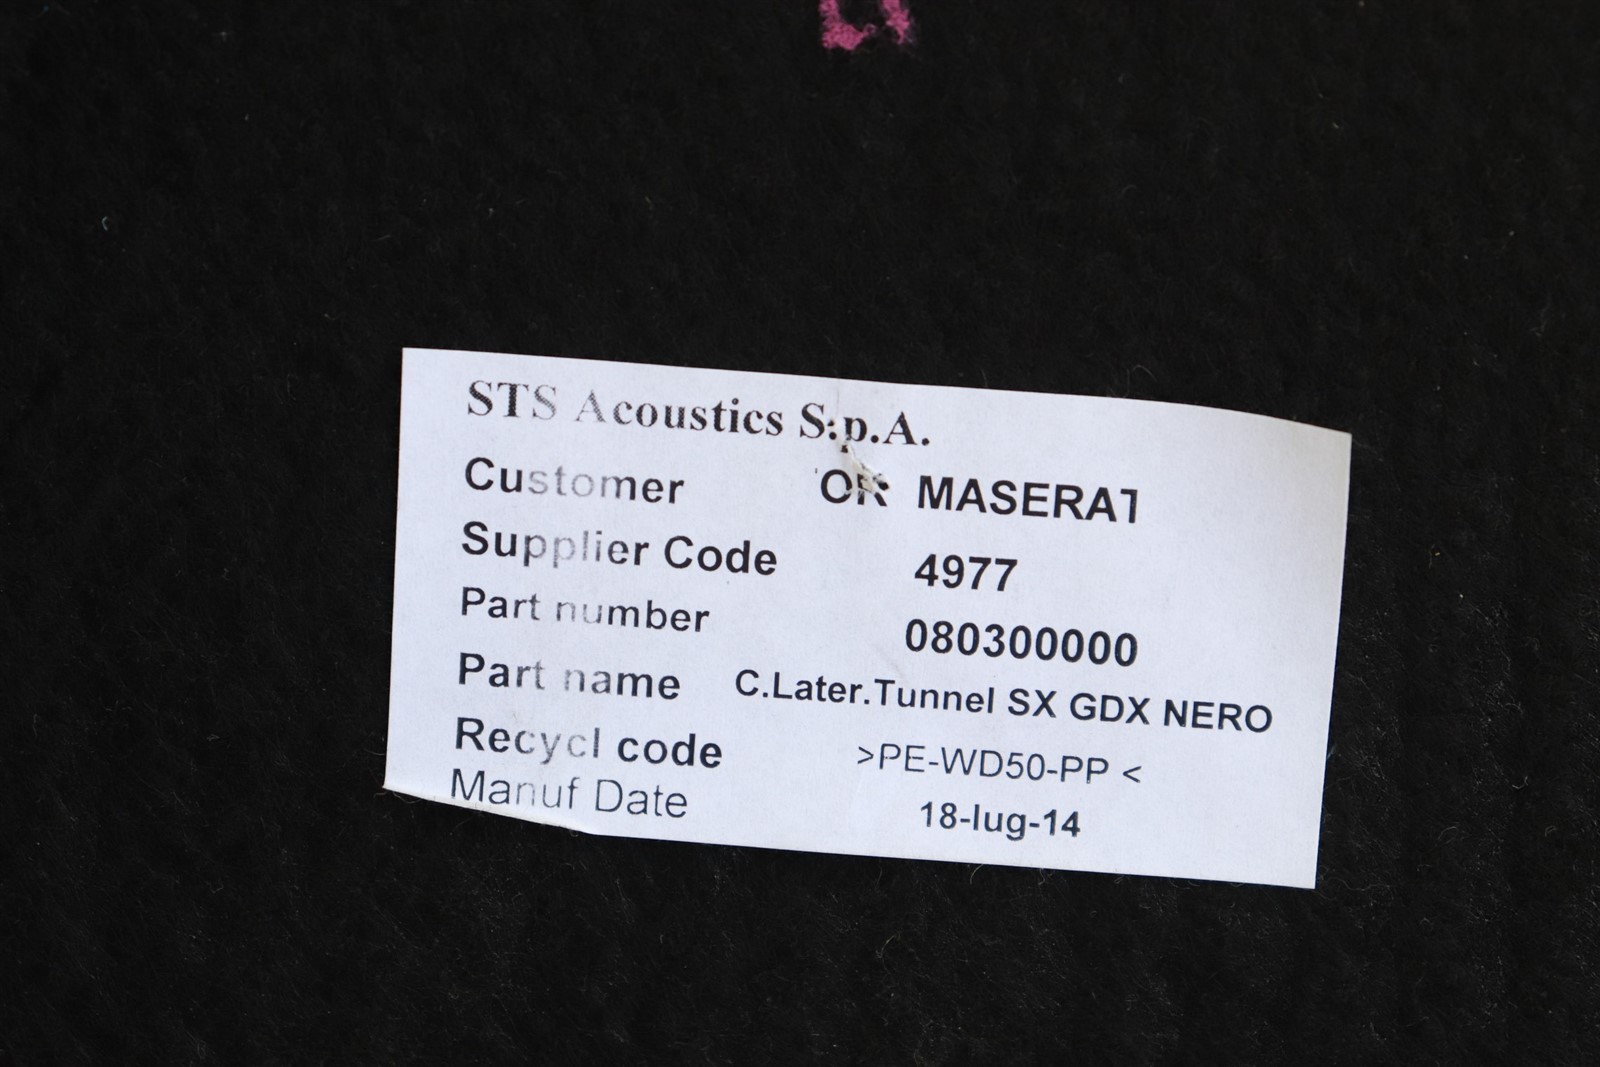 STS Acoustics S.p.A.
Customer OR MASERAT
Supplier Code 4977
Part number 080300000
Part name C.Later.Tunnel SX GDX NERO
Recycl code >PE-WD50-PP <
Manuf Date 18-lug-14